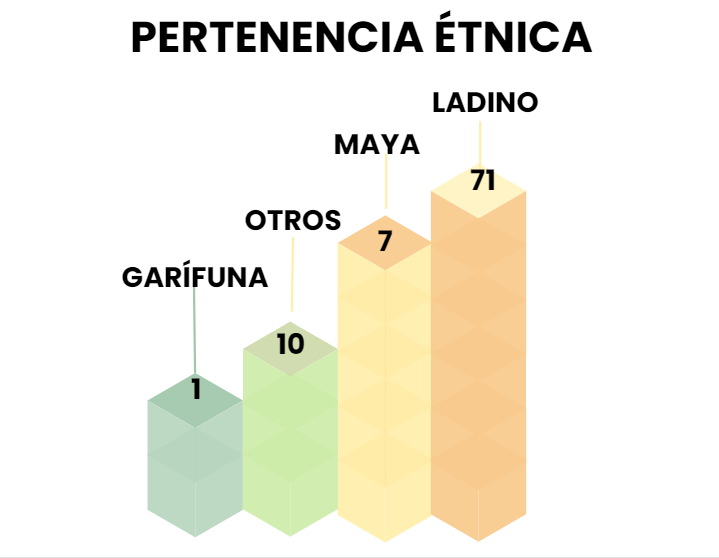 PERTENENCIA ÉTNICA
LADINO
MAYA
71
OTROS
7
GARÍFUNA
10
1